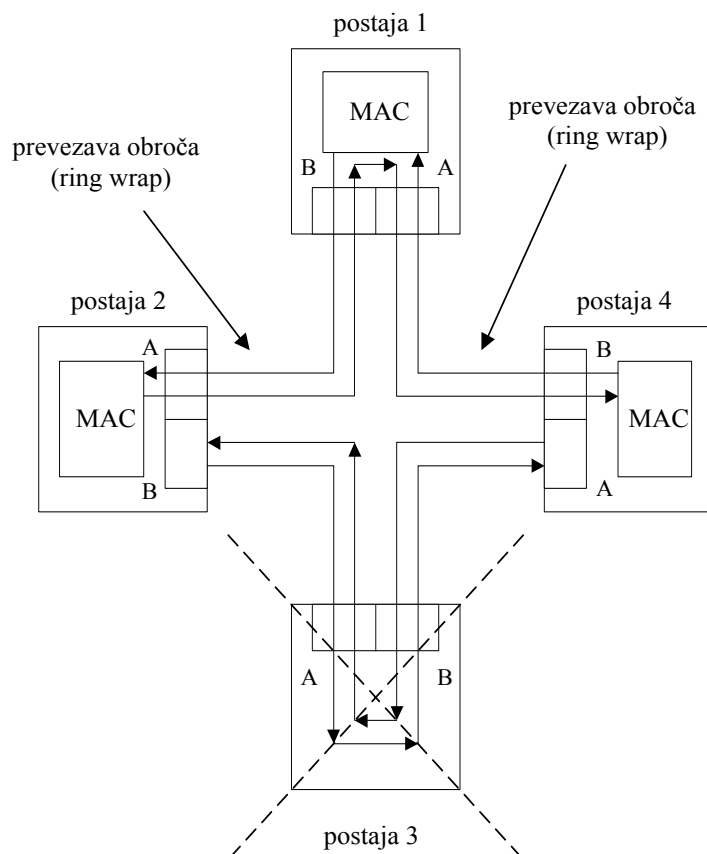 postaja 1
MAC
B
A
prevezava obroča
(ring wrap)
prevezava obroča
(ring wrap)
postaja 2
A
MAC
B
postaja 4
B
MAC
A
A
B
postaja 3